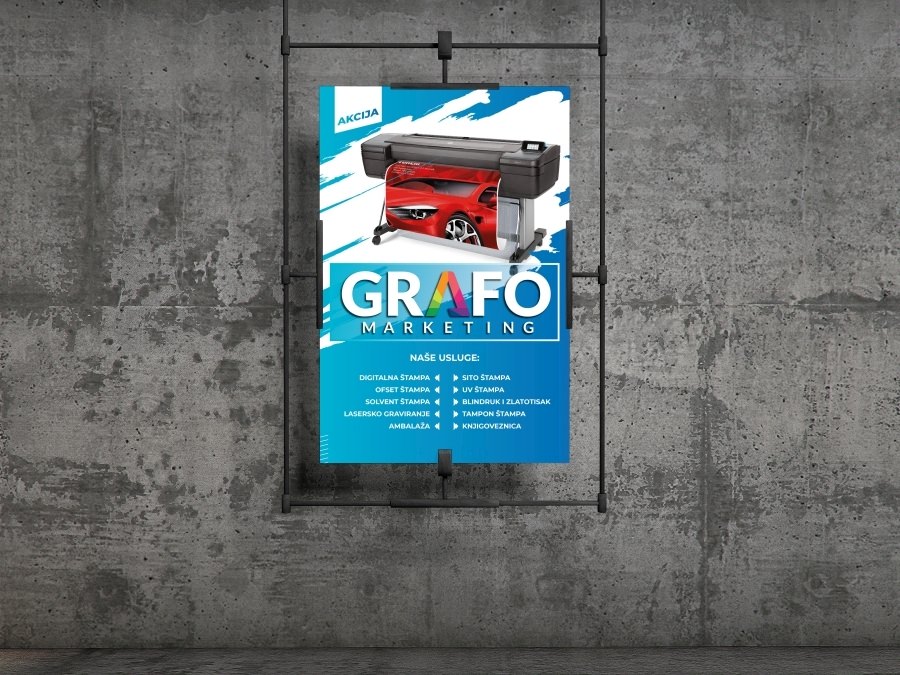 AKCIJA
GRAFO
MARKETING
NAŠE USLUGE:
DIGITALNA ŠTAMPA
OFSET ŠTAMPA
SOLVENT ŠTAMPA
LASERSKO GRAVIRANJE
AMBALAŽA
SITO ŠTAMPA
UV ŠTAMPA
BLINDRUK I ZLATOTISAK
TAMPON ŠTAMPA
KNJIGOVEZNICA